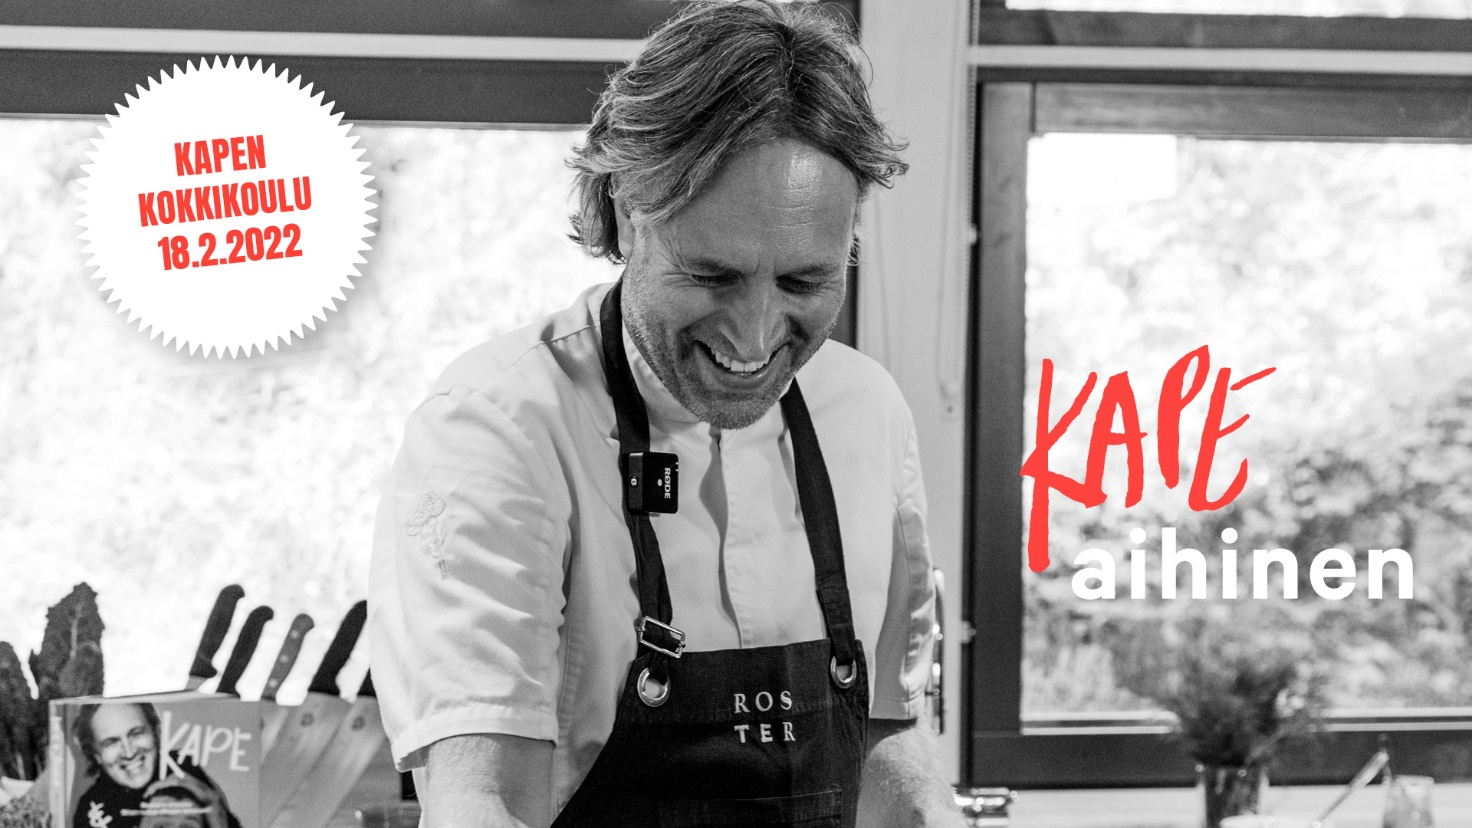 KAPEN
KOKKIKOULU
18.2.2022
KAPE
aihinen
RØDE
ROS
TER
KAPE
&